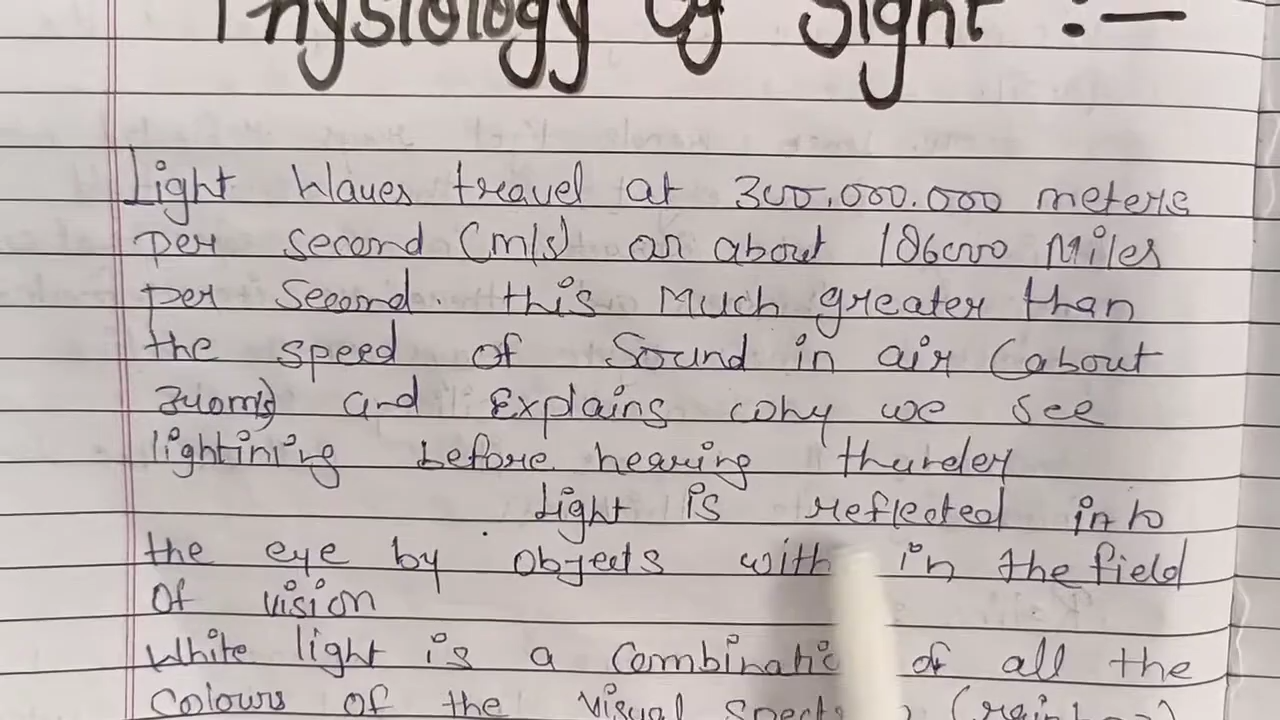 Physiology of Sight :-
Light waves travel at 300.000.000 meters
per second (m/s) or about 186000 Miles
per Second. this Much greater than
the speed of Sound in air (about
340m/s) and Explains why we see
lightining before hearing thunder
Light is reflected into
the eye by objects with in the field
of vision
White light is a Combinatio of all the
Colours of the visual